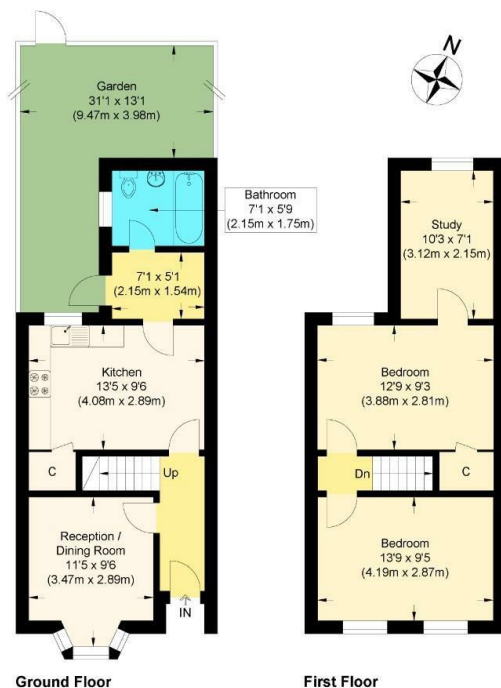 N
Garden
31'1 x 13'1
(9.47m x 3.98m)
Bathroom
7'1 x 5'9
(2.15m x 1.75m)
7'1 x 5'1
(2.15m x 1.54m)
Kitchen
13'5 x 9'6
(4.08m x 2.89m)
C
Up
Reception /
Dining Room
11'5 x 9'6
(3.47m x 2.89m)
IN
Ground Floor
Study
10'3 x 7'1
(3.12m x 2.15m)
Bedroom
12'9 x 9'3
(3.88m x 2.81m)
Dn
C
Bedroom
13'9 x 9'5
(4.19m x 2.87m)
First Floor